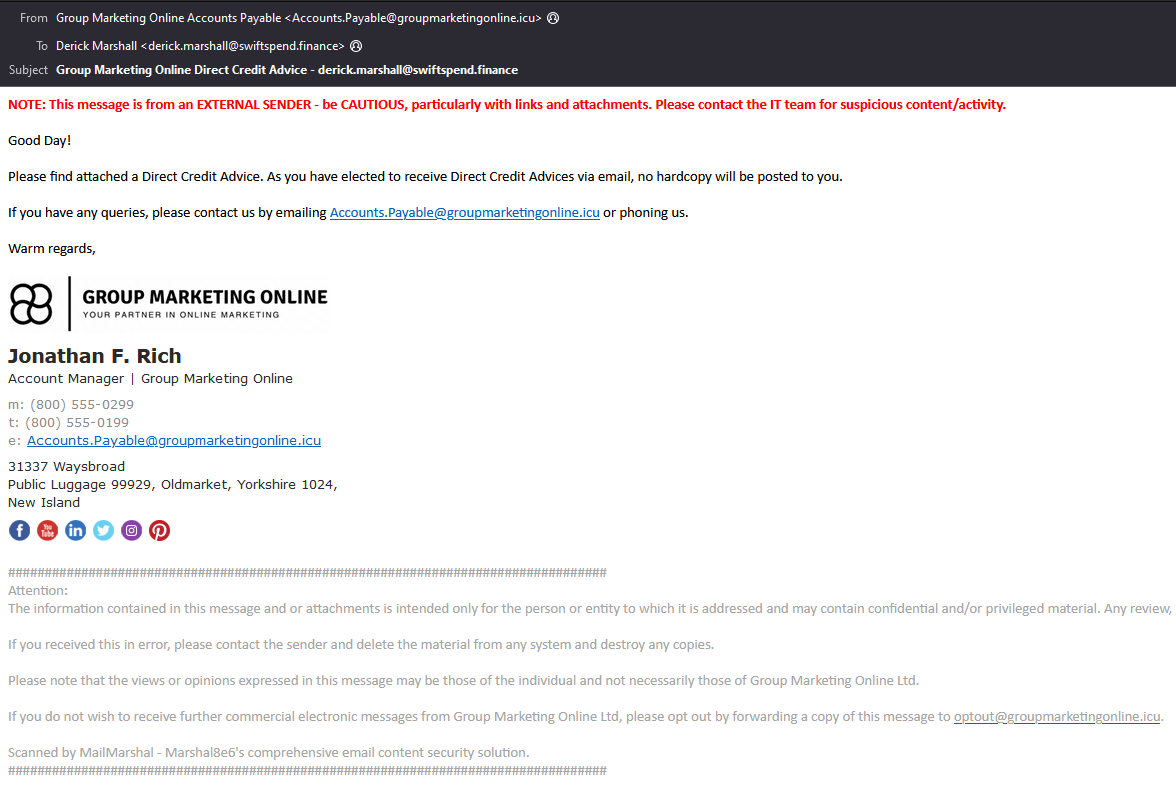 From Group Marketing Online Accounts Payable <Accounts.Payable@groupmarketingonline.icu>
To Derick Marshall <derick.marshall@swiftspend.finance>
Subject Group Marketing Online Direct Credit Advice - derick.marshall@swiftspend.finance
NOTE: This message is from an EXTERNAL SENDER - be CAUTIOUS, particularly with links and attachments. Please contact the IT team for suspicious content/activity.
Good Day!
Please find attached a Direct Credit Advice. As you have elected to receive Direct Credit Advices via email, no hardcopy will be posted to you.
If you have any queries, please contact us by emailing Accounts.Payable@groupmarketingonline.icu or phoning us.
Warm regards,
GROUP MARKETING ONLINE
YOUR PARTNER IN ONLINE MARKETING
Jonathan F. Rich
Account Manager | Group Marketing Online
m: (800) 555-0299
t: (800) 555-0199
e: Accounts.Payable@groupmarketingonline.icu
31337 Waysbroad
Public Luggage 99929, Oldmarket, Yorkshire 1024,
New Island
f You Tube in
##################################################################################
Attention:
The information contained in this message and or attachments is intended only for the person or entity to which it is addressed and may contain confidential and/or privileged material. Any review,
If you received this in error, please contact the sender and delete the material from any system and destroy any copies.
Please note that the views or opinions expressed in this message may be those of the individual and not necessarily those of Group Marketing Online Ltd.
If you do not wish to receive further commercial electronic messages from Group Marketing Online Ltd, please opt out by forwarding a copy of this message to optout@groupmarketingonline.icu.
Scanned by MailMarshal - Marshal8e6's comprehensive email content security solution.
##################################################################################